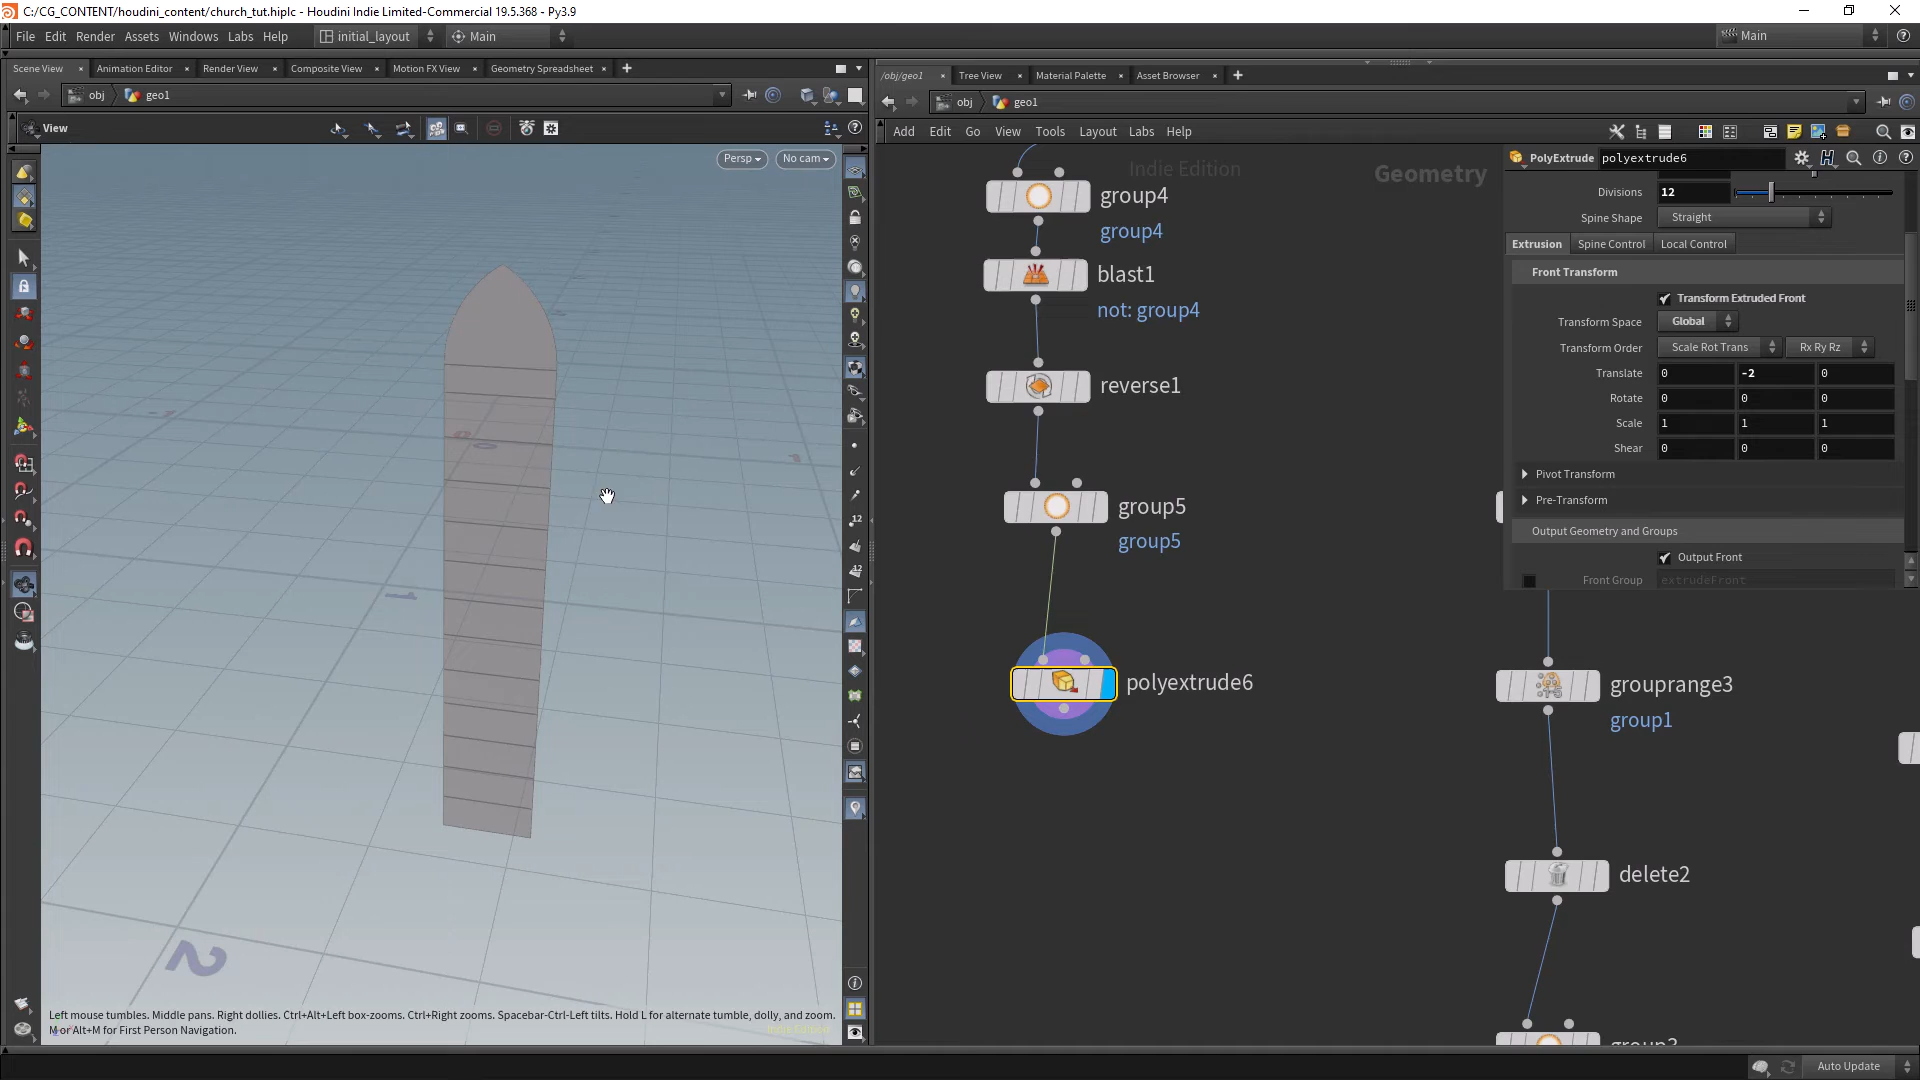 C:/CG_CONTENT/houdini_content/church_tut.hiplc - Houdini Indie Limited-Commercial 19.5.368 - Py3.9
File Edit Render Assets Windows Labs Help initial_layout Main Main
Scene View Animation Editor Render View Composite View Motion FX View Geometry Spreadsheet
/obj/geo1 Tree View Material Palette Asset Browser
obj geo1
obj geo1
View
Add Edit Go View Tools Layout Labs Help
Persp No cam
Indie Edition
Geometry
PolyExtrude polyextrude6
Divisions 12
Spine Shape Straight
Extrusion Spine Control Local Control
Front Transform
Transform Extruded Front
Transform Space Global
Transform Order Scale Rot Trans Rx Ry Rz
Translate 0 -2 0
Rotate 0 0 0
Scale 1 1 1
Shear 0 0 0
Pivot Transform
Pre-Transform
Output Geometry and Groups
Output Front
Front Group extrudeFront
group4
group4
blast1
not: group4
reverse1
group5
group5
polyextrude6
grouprange3
group1
delete2
12
12
0
1
2
Left mouse tumbles. Middle pans. Right dollies. Ctrl+Alt+Left box-zooms. Ctrl+Right zooms. Spacebar-Ctrl-Left tilts. Hold L for alternate tumble, dolly, and zoom.
M or Alt+M for First Person Navigation.
Auto Update